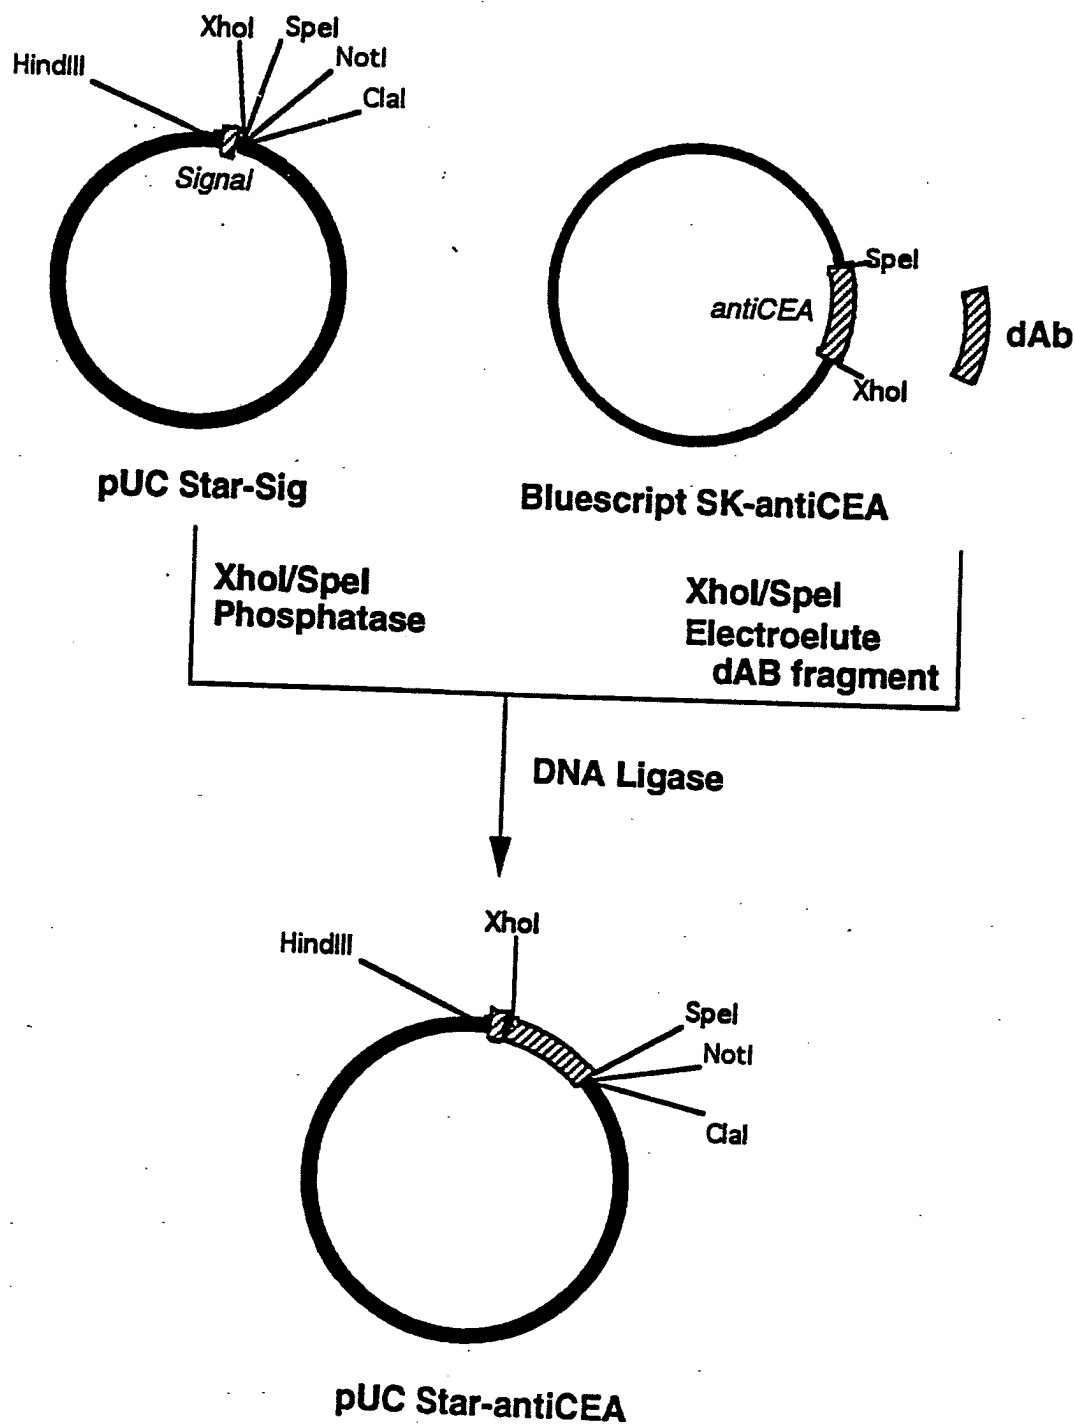 XhoI
SpeI
HindIII
NotI
ClaI
Signal
SpeI
antiCEA
dAb
XhoI
pUC Star-Sig
Bluescript SK-antiCEA
XhoI/SpeI
Phosphatase
XhoI/SpeI
Electroelute
dAB fragment
DNA Ligase
XhoI
HindIII
SpeI
NotI
ClaI
pUC Star-antiCEA